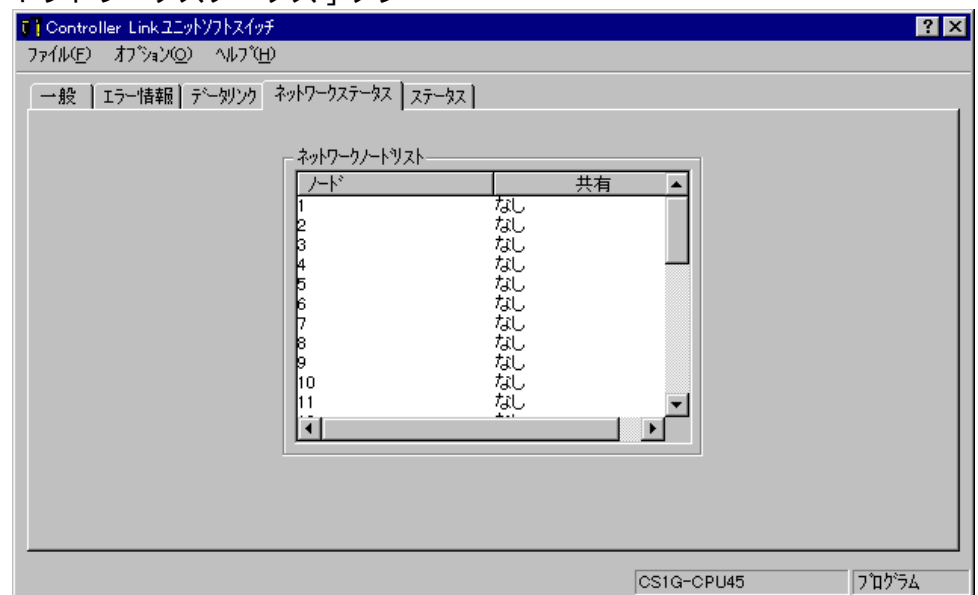 Controller Linkユニットソフトスイッチ
ファイル(F) オプション(O) ヘルプ(H)
一般 エラー情報 データリンク ネットワークステータス ステータス
ネットワークノードリスト
ノード 共有
1 なし
2 なし
3 なし
4 なし
5 なし
6 なし
7 なし
8 なし
9 なし
10 なし
11 なし
CS1G-CPU45 プログラム